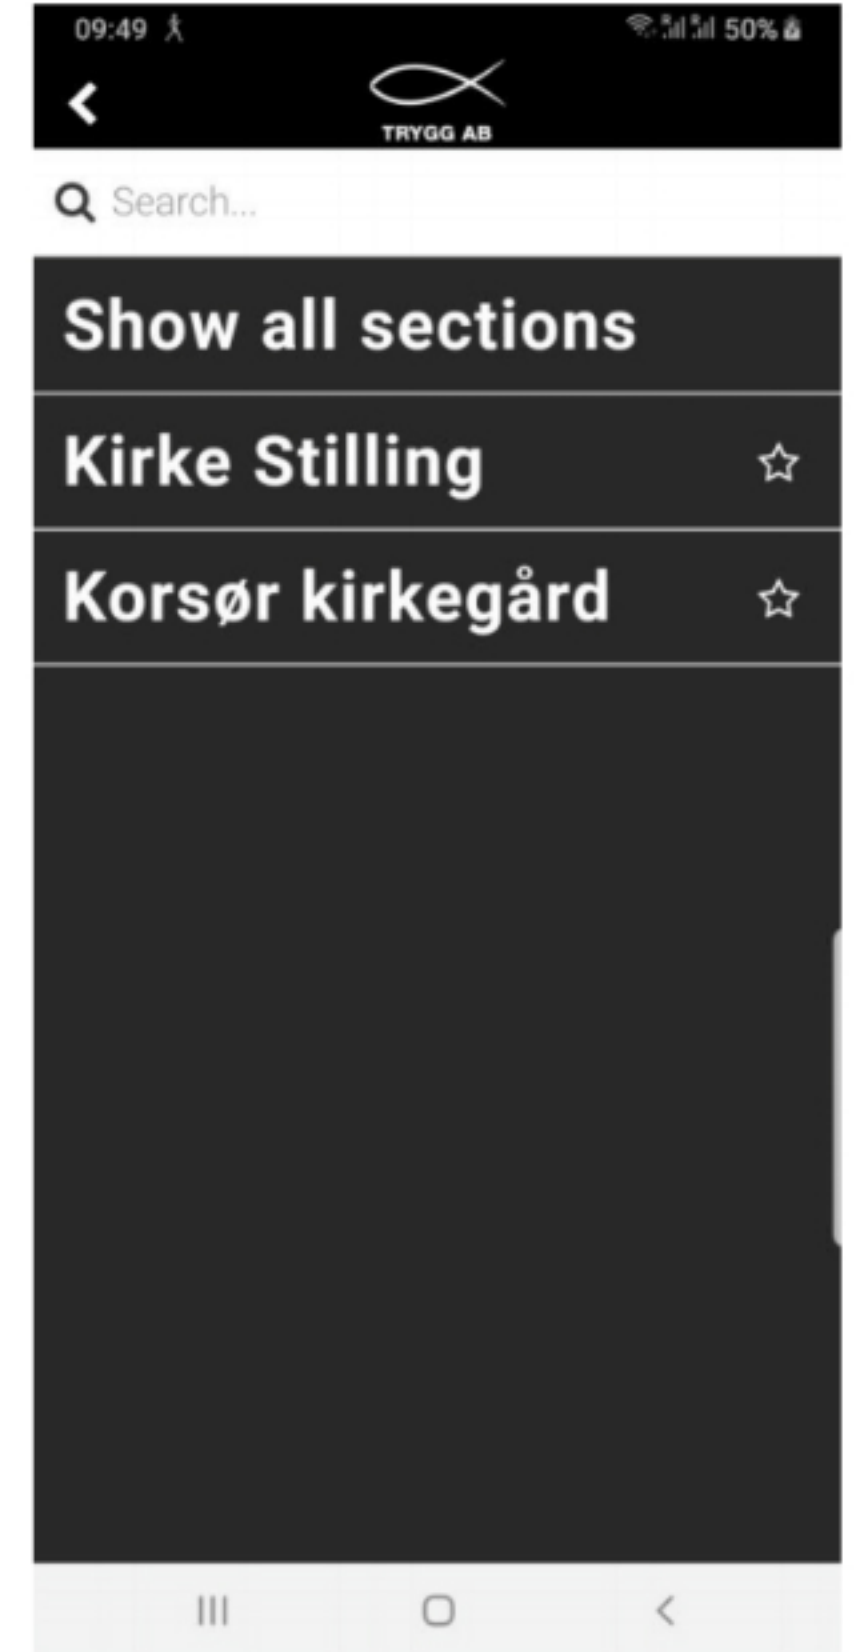 09:49 50%
TRYGG AB
Search...
Show all sections
Kirke Stilling
Korsør kirkegård